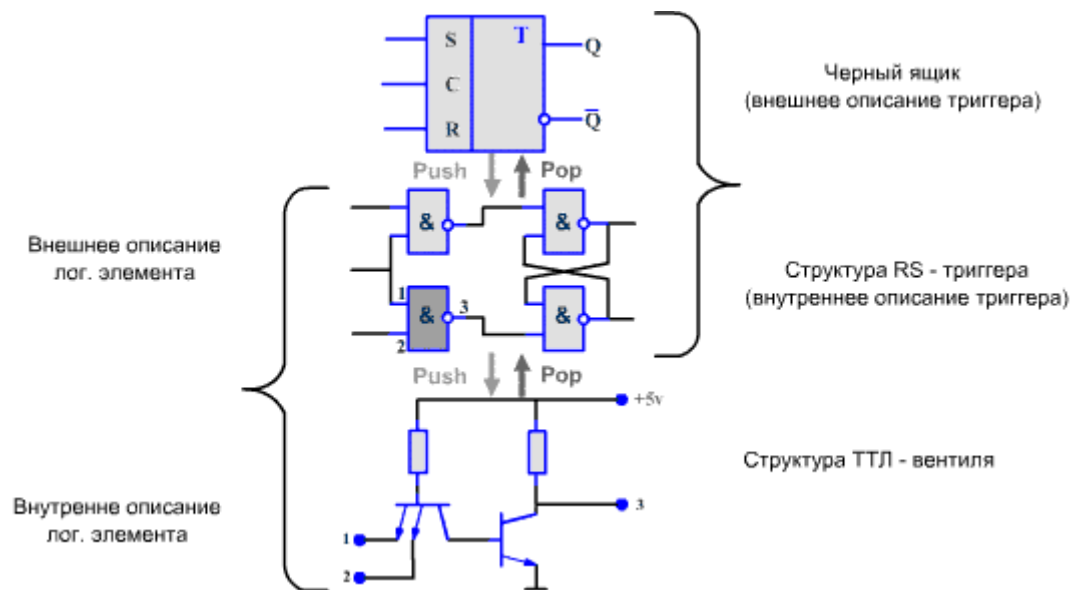 S
T
Q
C
R
Q̅
Черный ящик
(внешнее описание триггера)
Push
Pop
&
&
Внешнее описание
лог. элемента
Структура RS - триггера
(внутреннее описание триггера)
1
&
3
&
2
Push
Pop
+5v
Структура ТТЛ - вентиля
3
Внутренне описание
лог. элемента
1
2